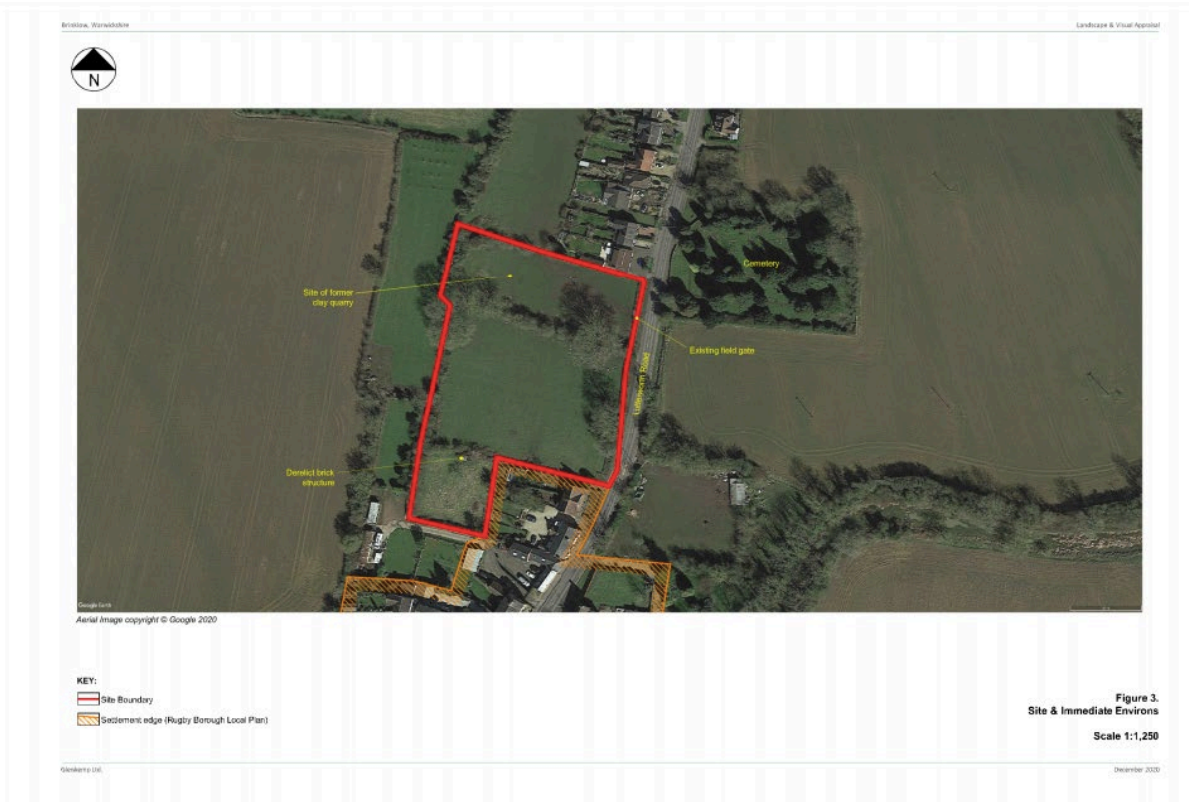 Brinklow, Warwickshire
Landscape & Visual Appraisal
N
Cemetery
Site of former
clay quarry
Existing field gate
Lutterworth Road
Derelict brick
structure
Google Earth
Aerial Image copyright © Google 2020
KEY:
Site Boundary
Settlement edge (Rugby Borough Local Plan)
Figure 3.
Site & Immediate Environs
Scale 1:1,250
Glenkemp Ltd.
December 2020